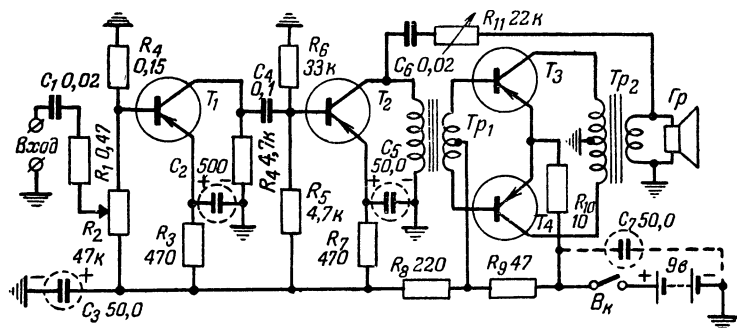 R₄
0,15
R₆
33к
C₁ 0,02
C₄
0,1
R₁₁ 22к
C₆ 0,02
T₁
T₂
T₃
Тр₂
Гр
Вход
R₁ 0,47
C₂ 500
+ −
R₄ 4,7к
C₅
50,0
+
Тр₁
R₂
47к
R₃
470
R₅
4,7к
R₇
470
T₄
R₁₀
10
C₇ 50,0
+
R₈ 220
R₉ 47
Вк
+ 9в −
− +
C₃ 50,0